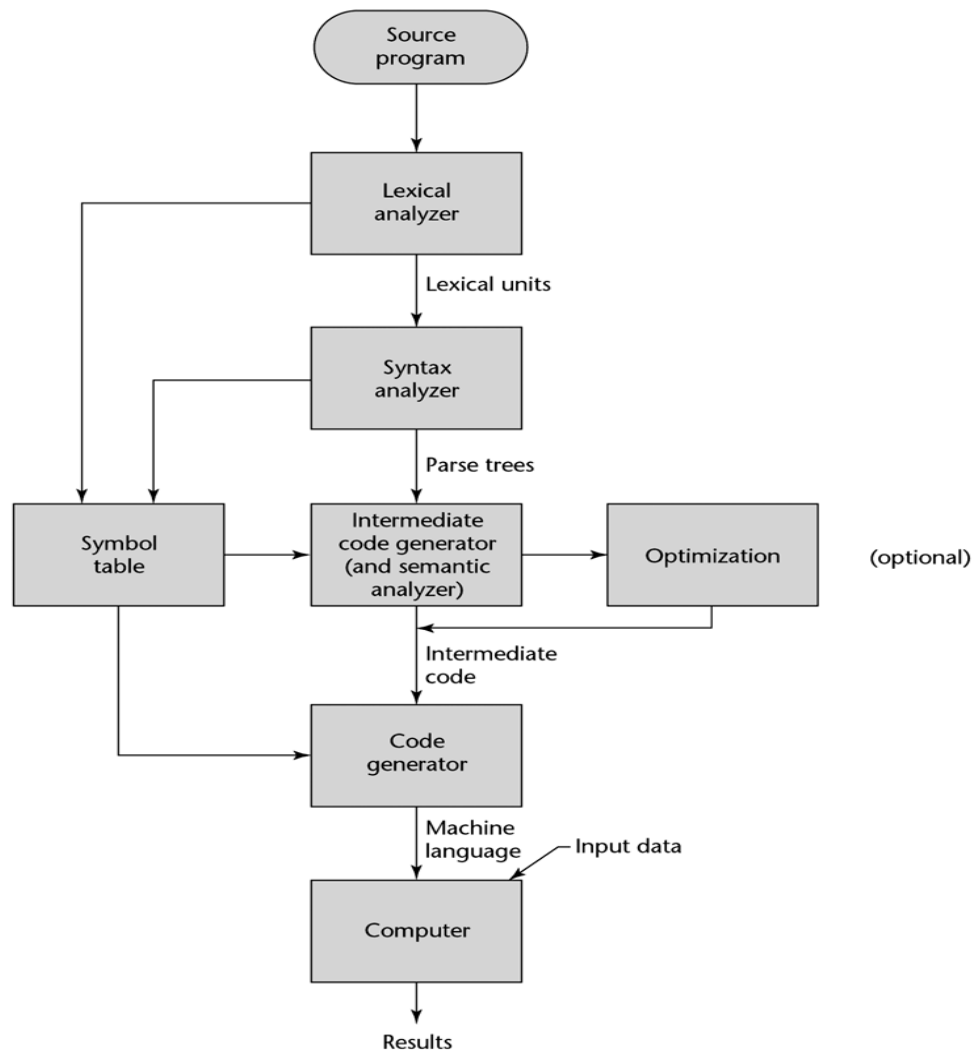 Source
program
Lexical
analyzer
Lexical units
Syntax
analyzer
Parse trees
Symbol
table
Intermediate
code generator
(and semantic
analyzer)
Optimization
(optional)
Intermediate
code
Code
generator
Machine
language
Input data
Computer
Results